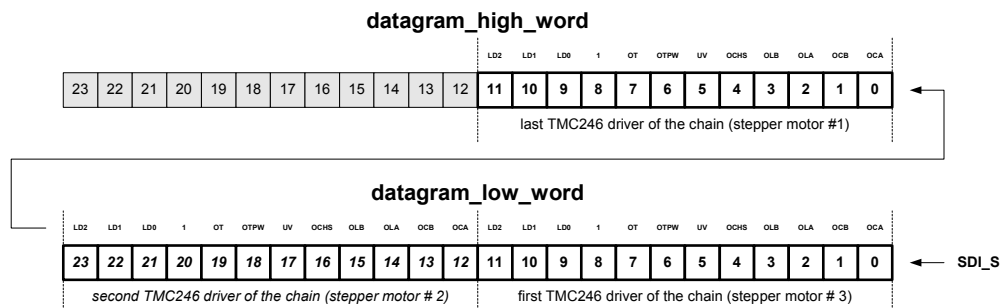 datagram_high_word
LD2 LD1 LD0 1 OT OTPW UV OCHS OLB OLA OCB OCA
23 22 21 20 19 18 17 16 15 14 13 12 11 10 9 8 7 6 5 4 3 2 1 0
last TMC246 driver of the chain (stepper motor #1)
datagram_low_word
LD2 LD1 LD0 1 OT OTPW UV OCHS OLB OLA OCB OCA LD2 LD1 LD0 1 OT OTPW UV OCHS OLB OLA OCB OCA
23 22 21 20 19 18 17 16 15 14 13 12 11 10 9 8 7 6 5 4 3 2 1 0 SDI_S
second TMC246 driver of the chain (stepper motor # 2) first TMC246 driver of the chain (stepper motor # 3)